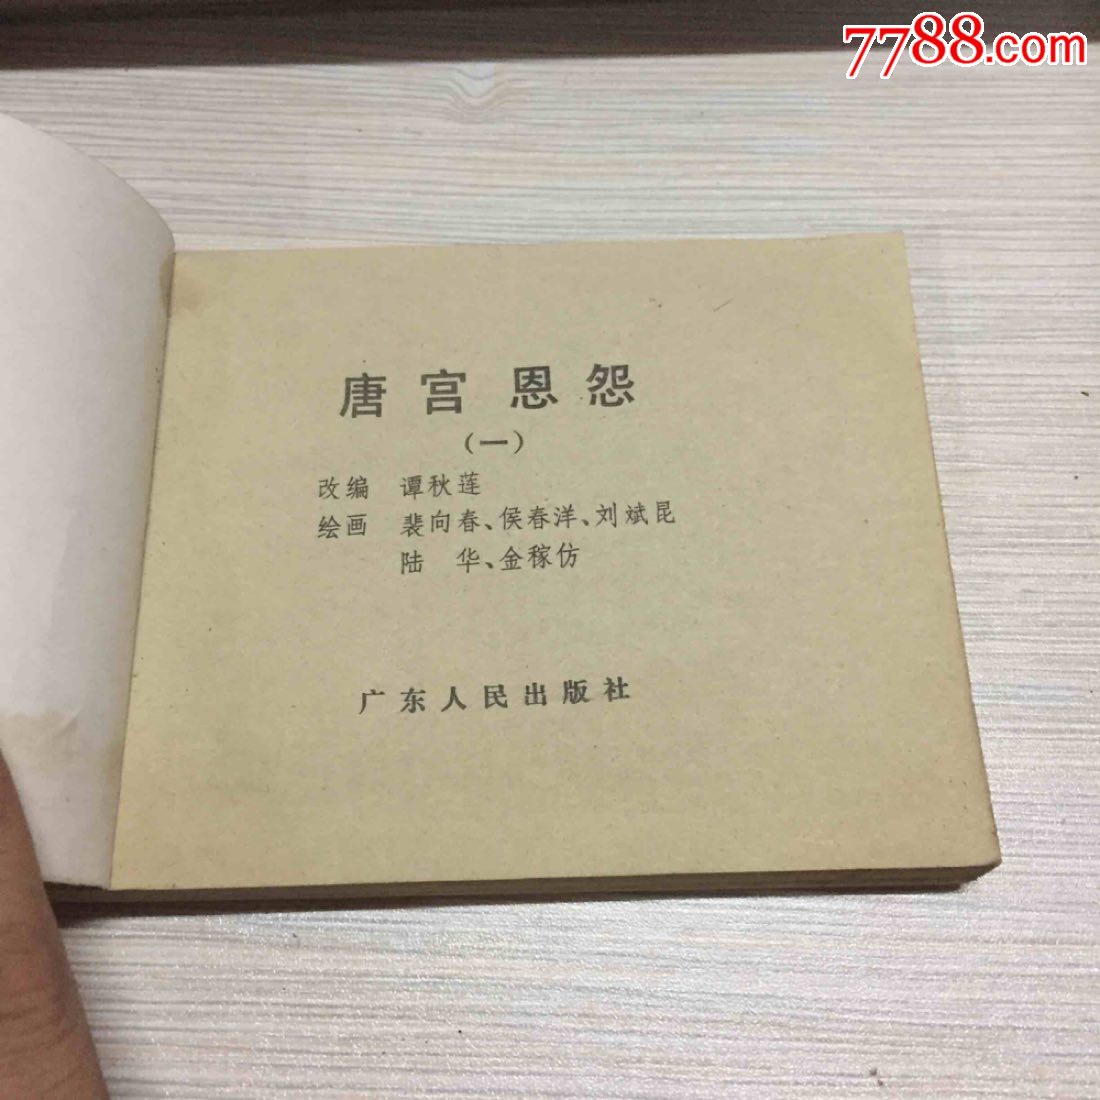 7788.com
唐宫恩怨
(一)
改编 谭秋莲
绘画 裴向春、侯春洋、刘斌昆
陆 华、金稼仿
广东人民出版社